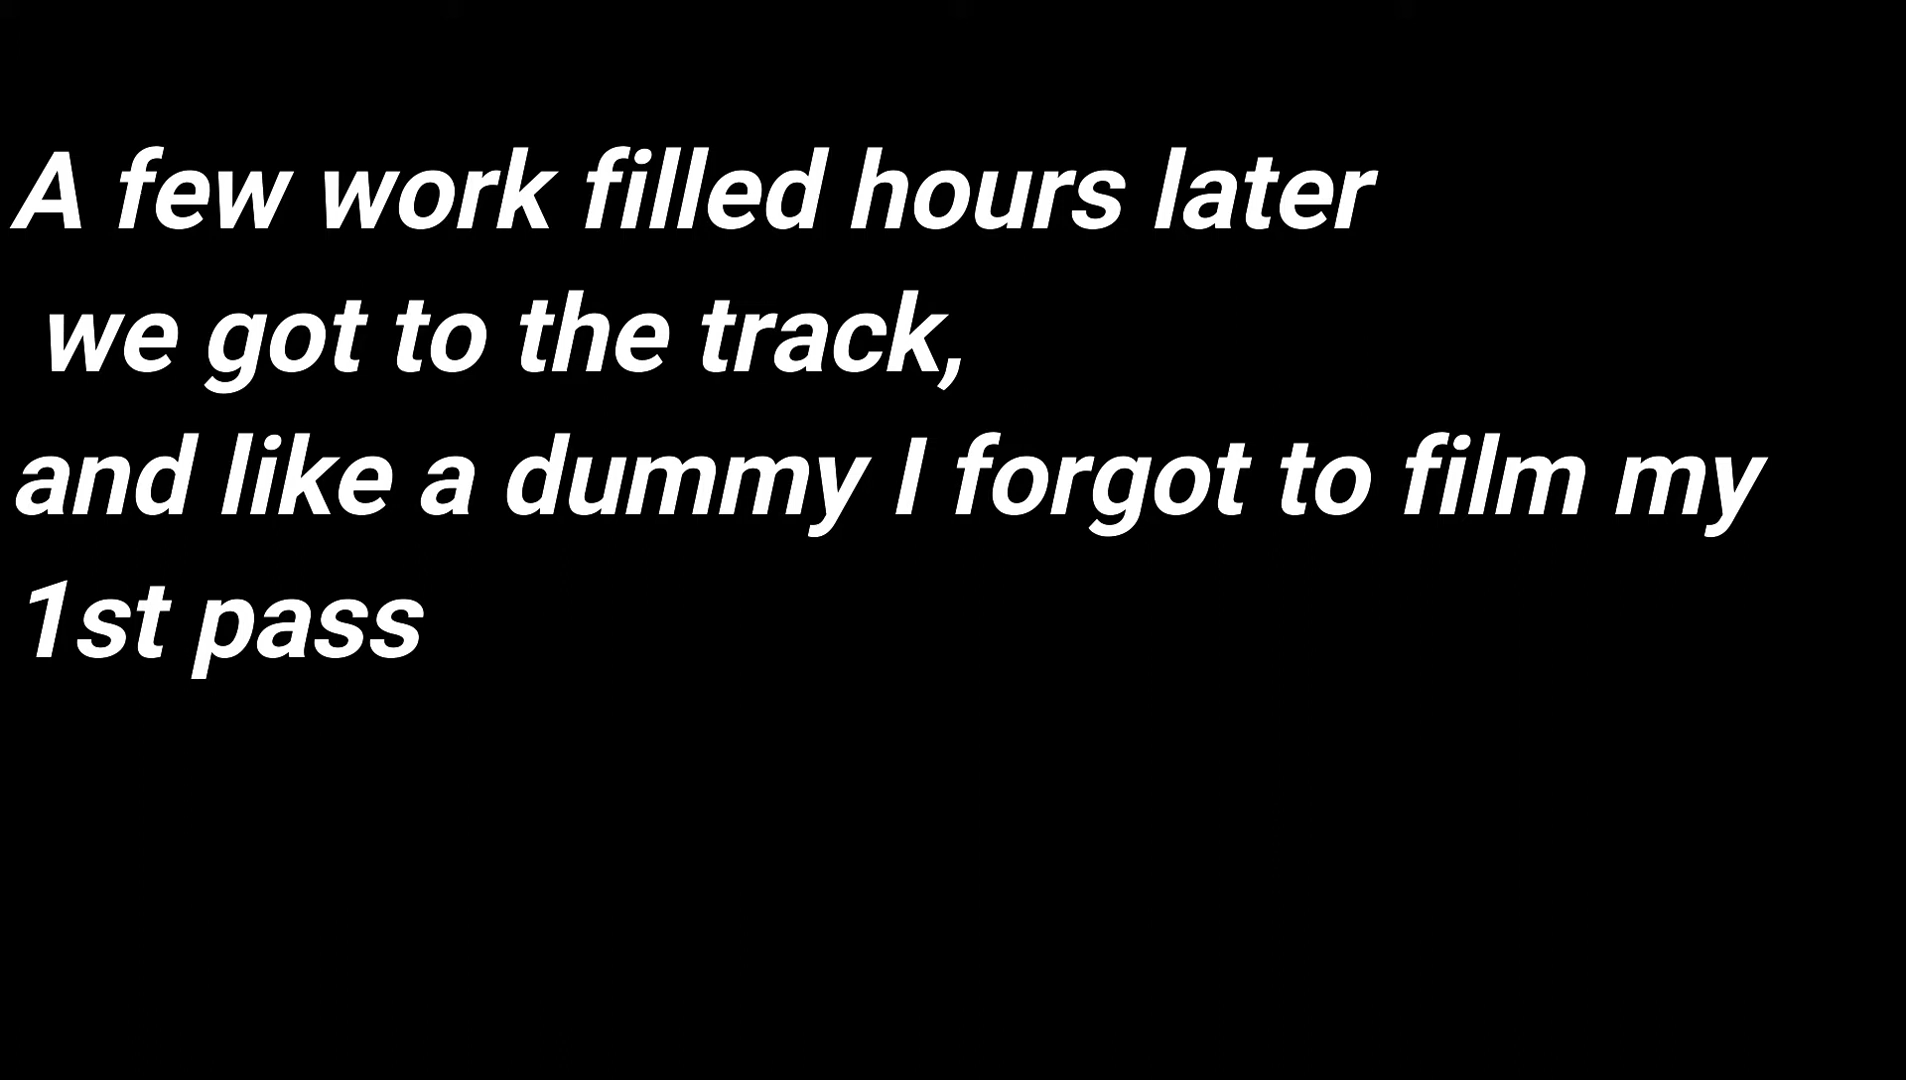 A few work filled hours later
we got to the track,
and like a dummy I forgot to film my
1st pass